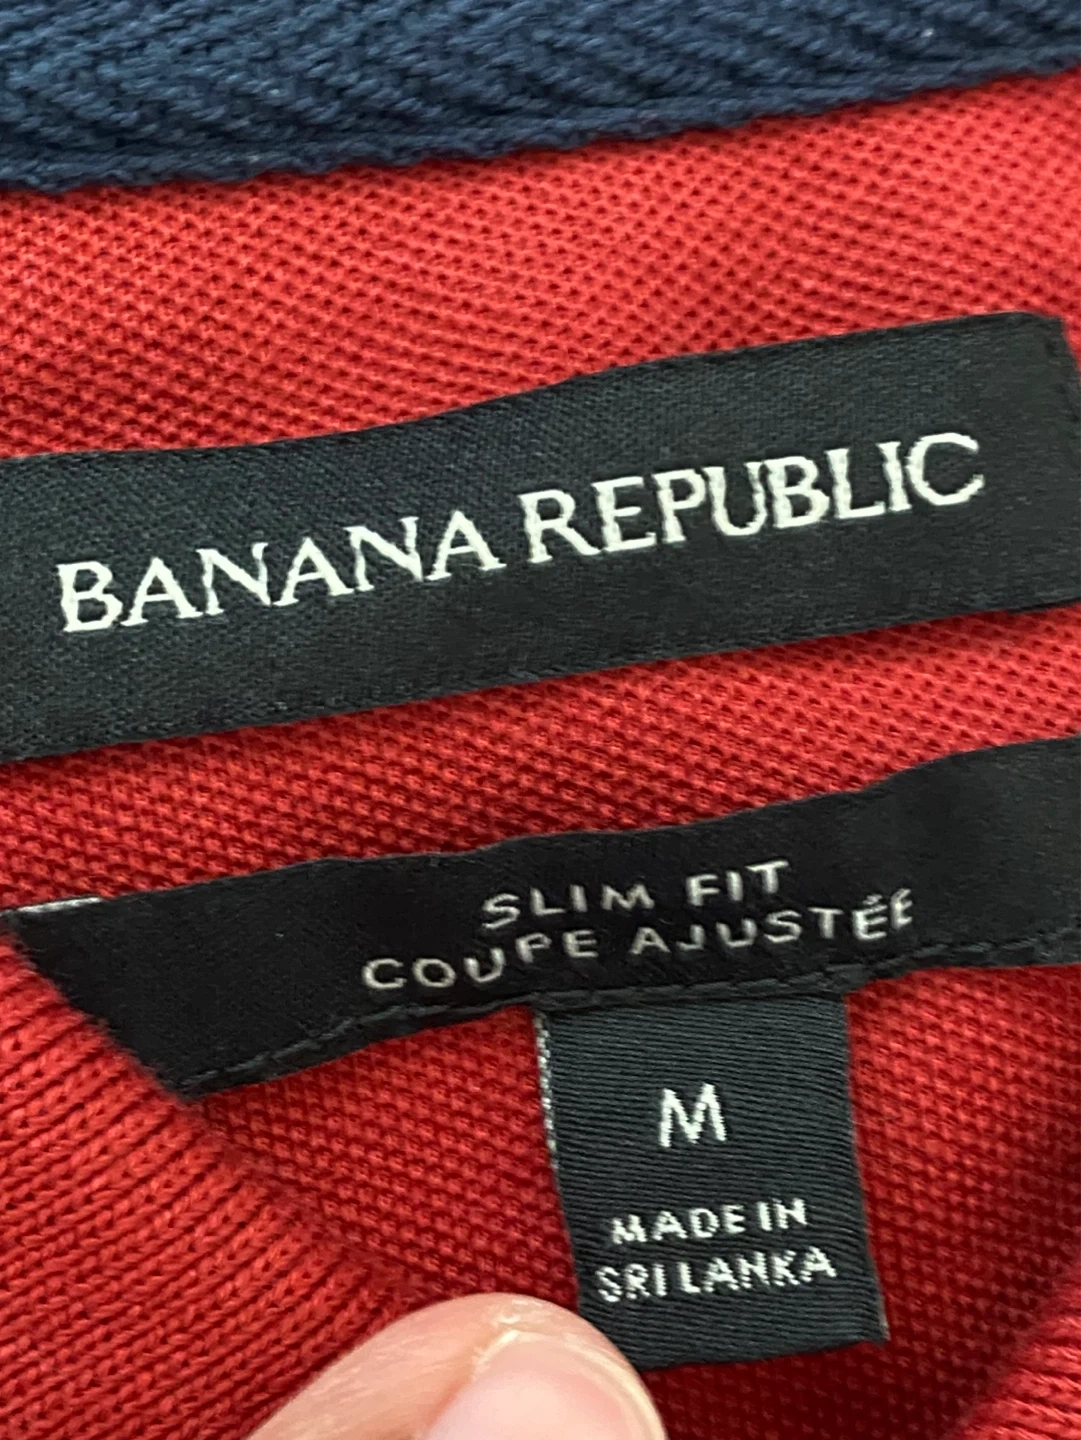 BANANA REPUBLIC
SLIM FIT
COUPE AJUSTÉE
M
MADE IN
SRI LANKA